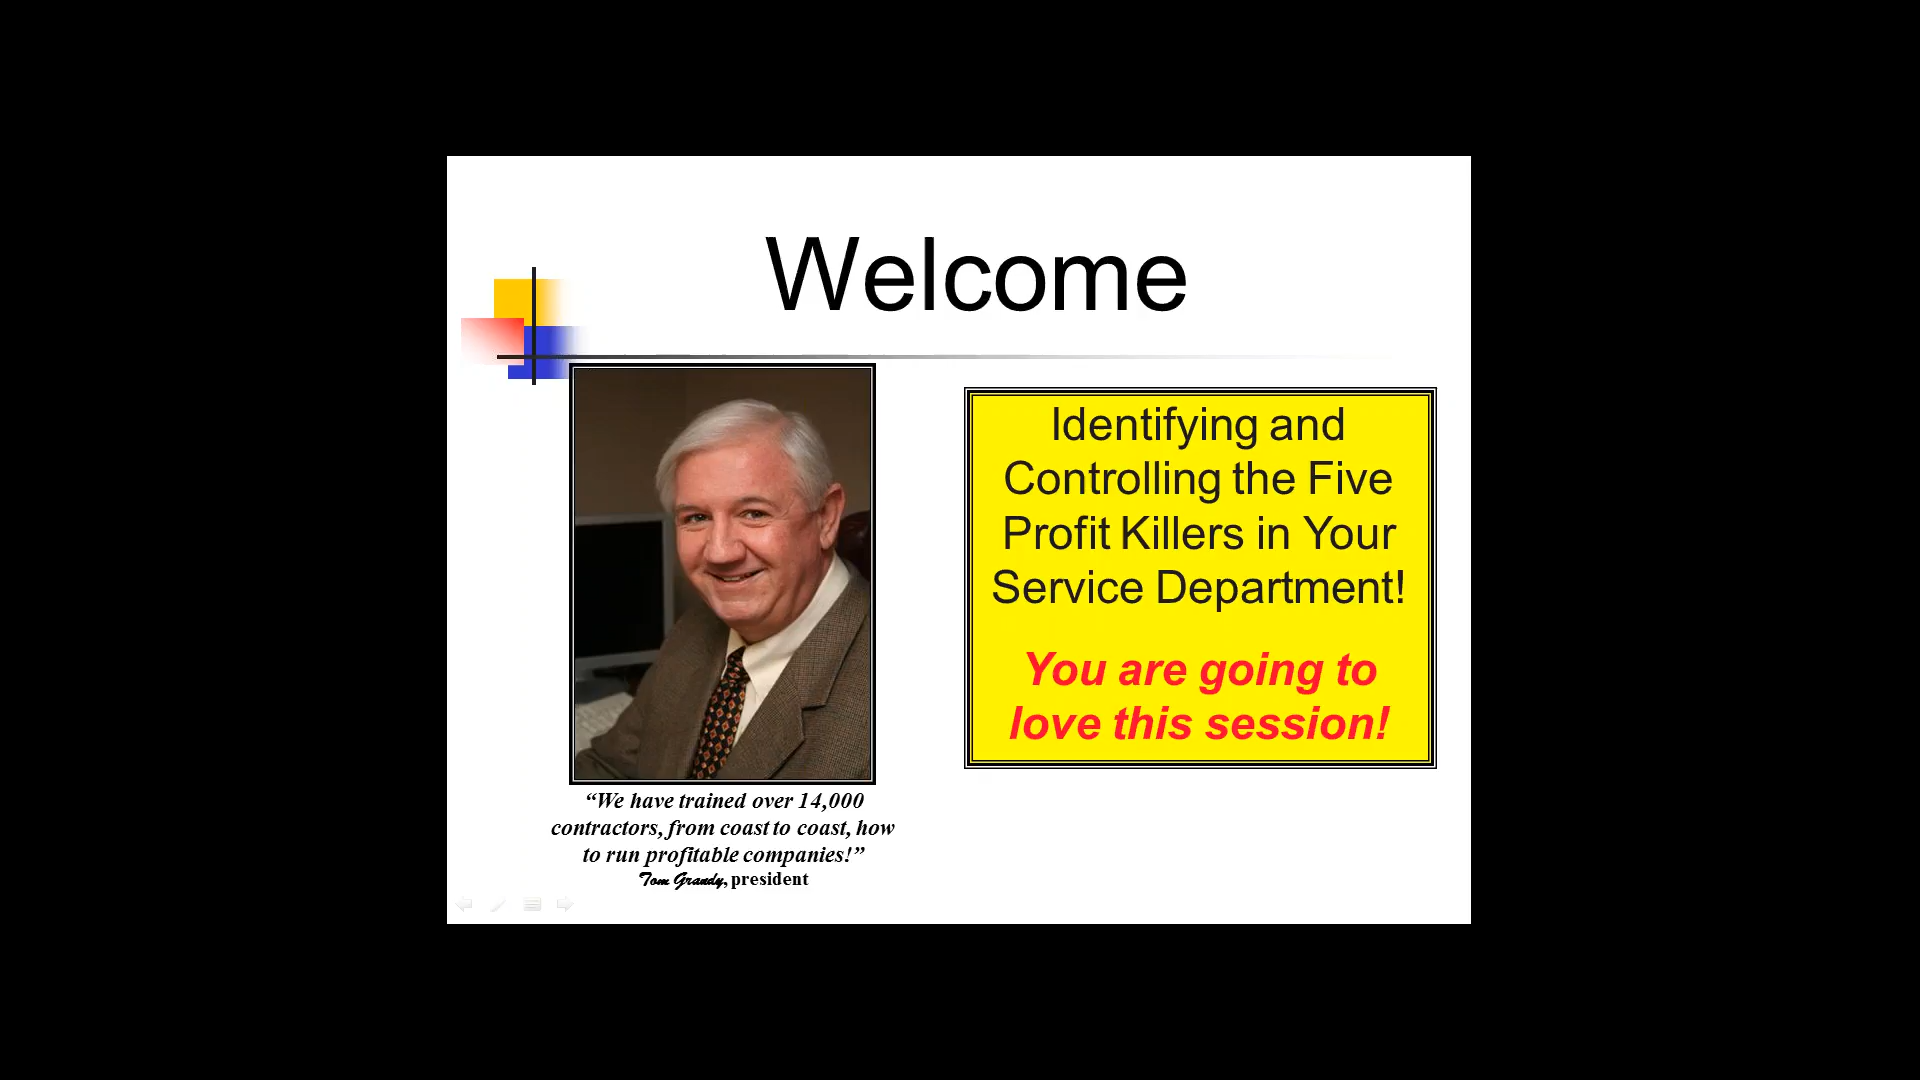 Welcome
Identifying and
Controlling the Five
Profit Killers in Your
Service Department!
You are going to
love this session!
“We have trained over 14,000
contractors, from coast to coast, how
to run profitable companies!”
Tom Grandy, president